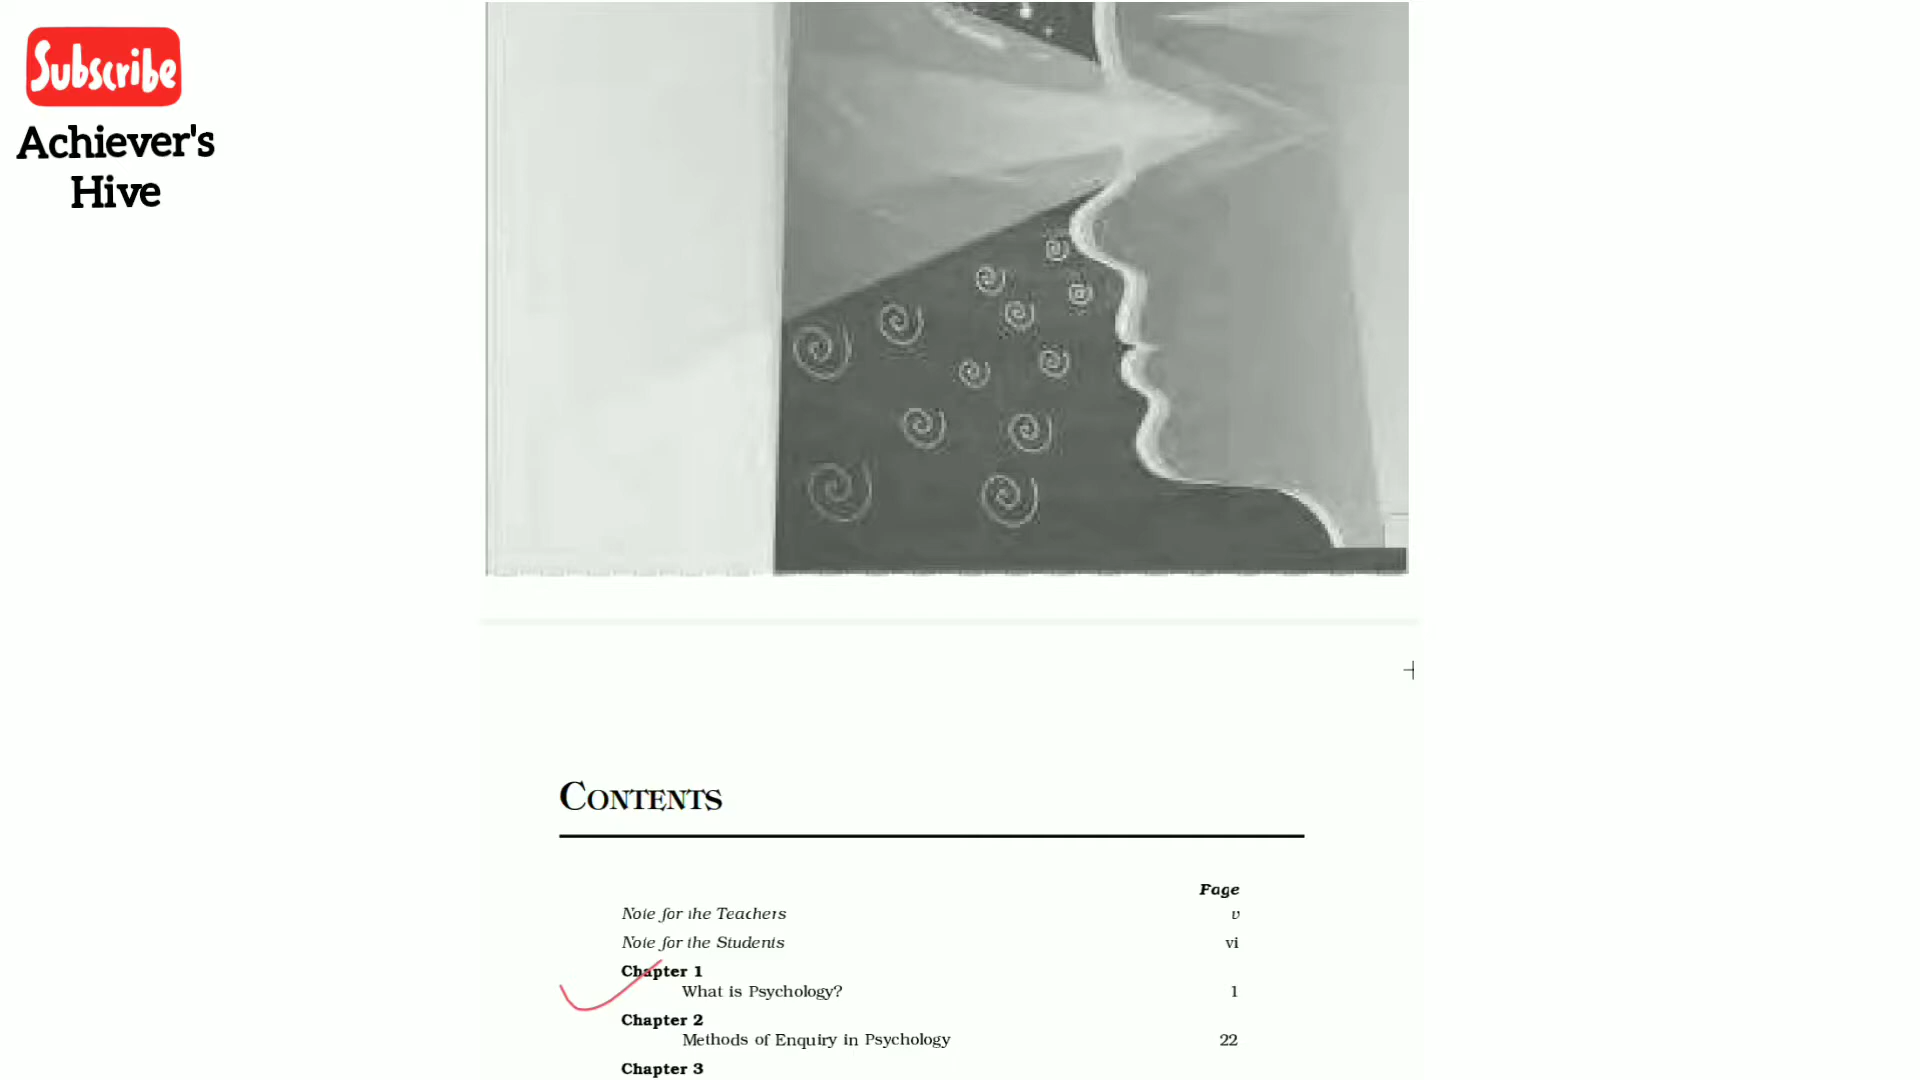 Subscribe
Achiever's
Hive
CONTENTS
Page
Note for the Teachers v
Note for the Students vi
Chapter 1
What is Psychology? 1
Chapter 2
Methods of Enquiry in Psychology 22
Chapter 3